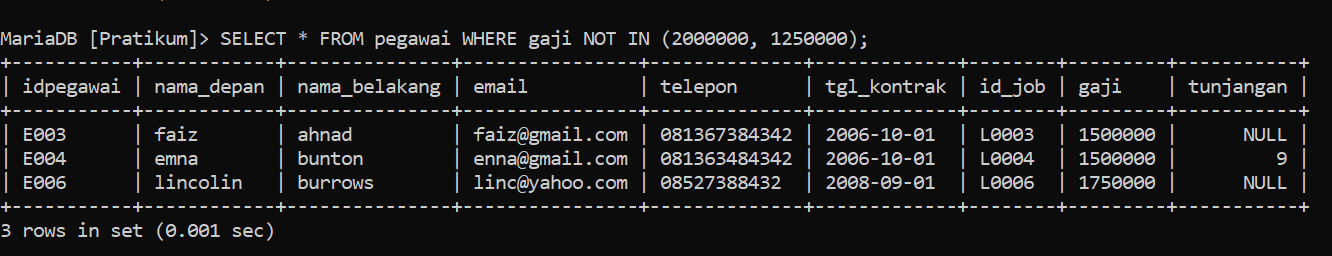 MariaDB [Pratikum]> SELECT * FROM pegawai WHERE gaji NOT IN (2000000, 1250000);
+-----------+------------+---------------+----------------+--------------+--------------+--------+---------+-----------+
| idpegawai | nama_depan | nama_belakang | email          | telepon      | tgl_kontrak  | id_job | gaji    | tunjangan |
+-----------+------------+---------------+----------------+--------------+--------------+--------+---------+-----------+
| E003      | faiz       | ahnad         | faiz@gmail.com | 081367384342 | 2006-10-01   | L0003  | 1500000 |      NULL |
| E004      | emna       | bunton        | enna@gmail.com | 081363484342 | 2006-10-01   | L0004  | 1500000 |         9 |
| E006      | lincolin   | burrows       | linc@yahoo.com | 08527388432  | 2008-09-01   | L0006  | 1750000 |      NULL |
+-----------+------------+---------------+----------------+--------------+--------------+--------+---------+-----------+
3 rows in set (0.001 sec)